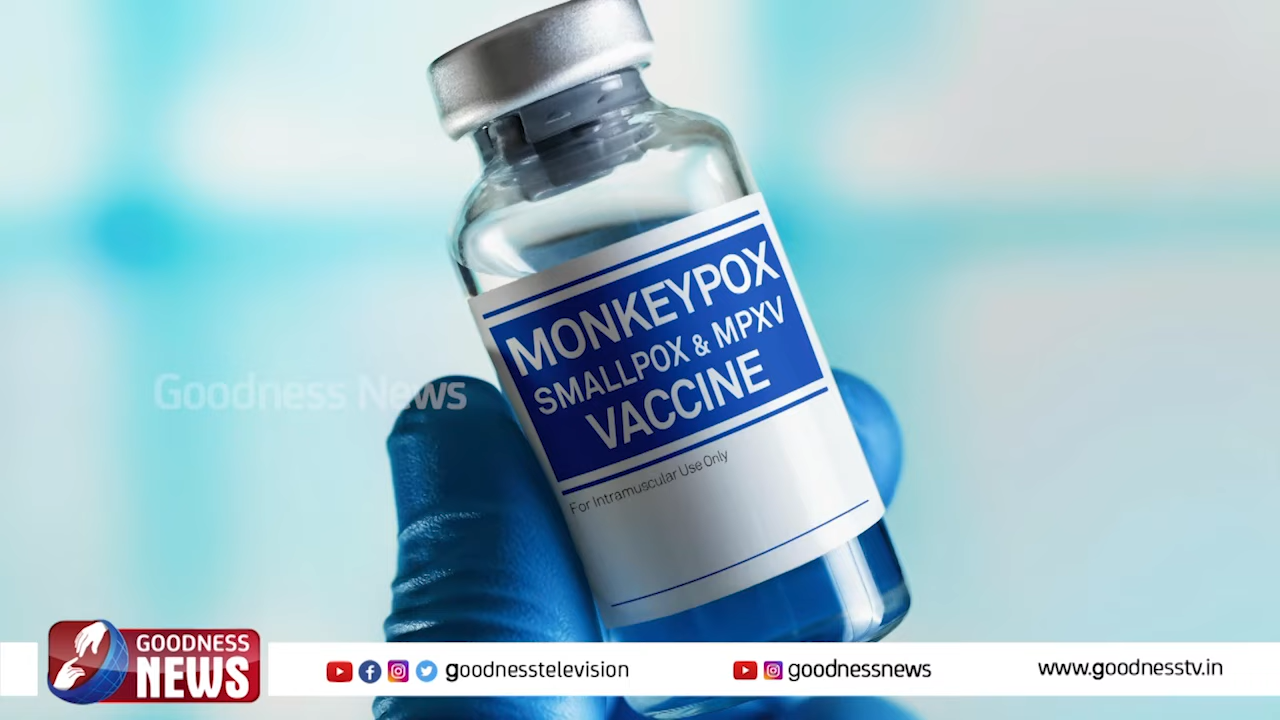 MONKEYPOX
SMALLPOX & MPXV
VACCINE
For Intramuscular Use Only
Goodness News
GOODNESS
NEWS
goodnesstelevision
goodnessnews
www.goodnesstv.in